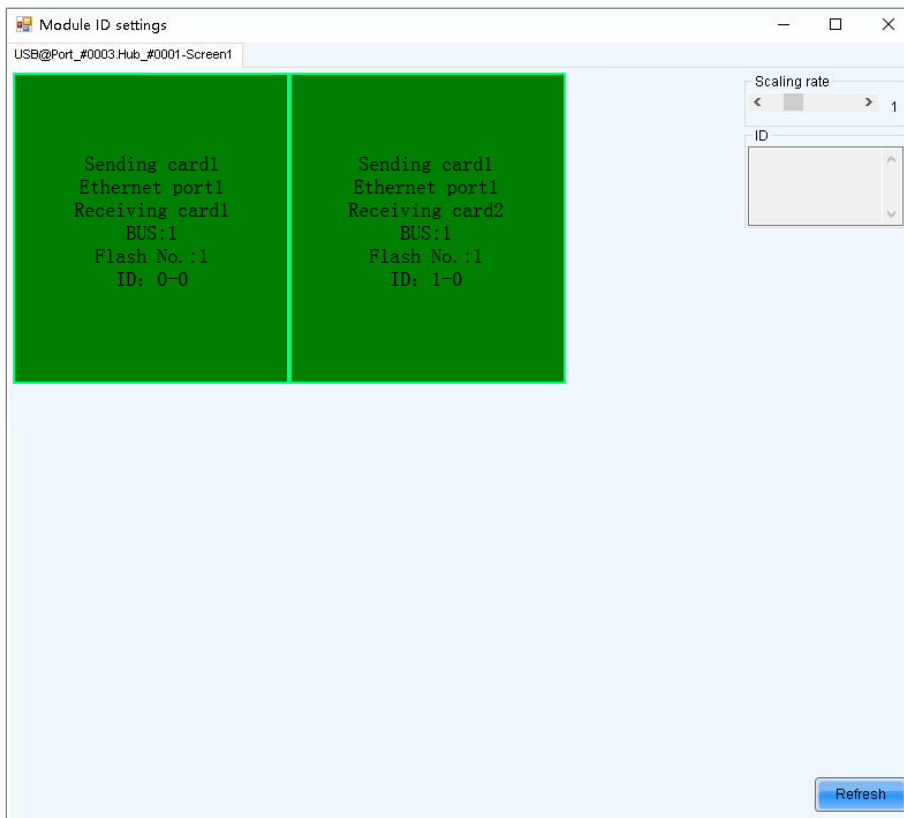 Module ID settings
USB@Port_#0003.Hub_#0001-Screen1
Sending card1
Ethernet port1
Receiving card1
BUS:1
Flash No.:1
ID: 0-0
Sending card1
Ethernet port1
Receiving card2
BUS:1
Flash No.:1
ID: 1-0
Scaling rate
1
ID
Refresh